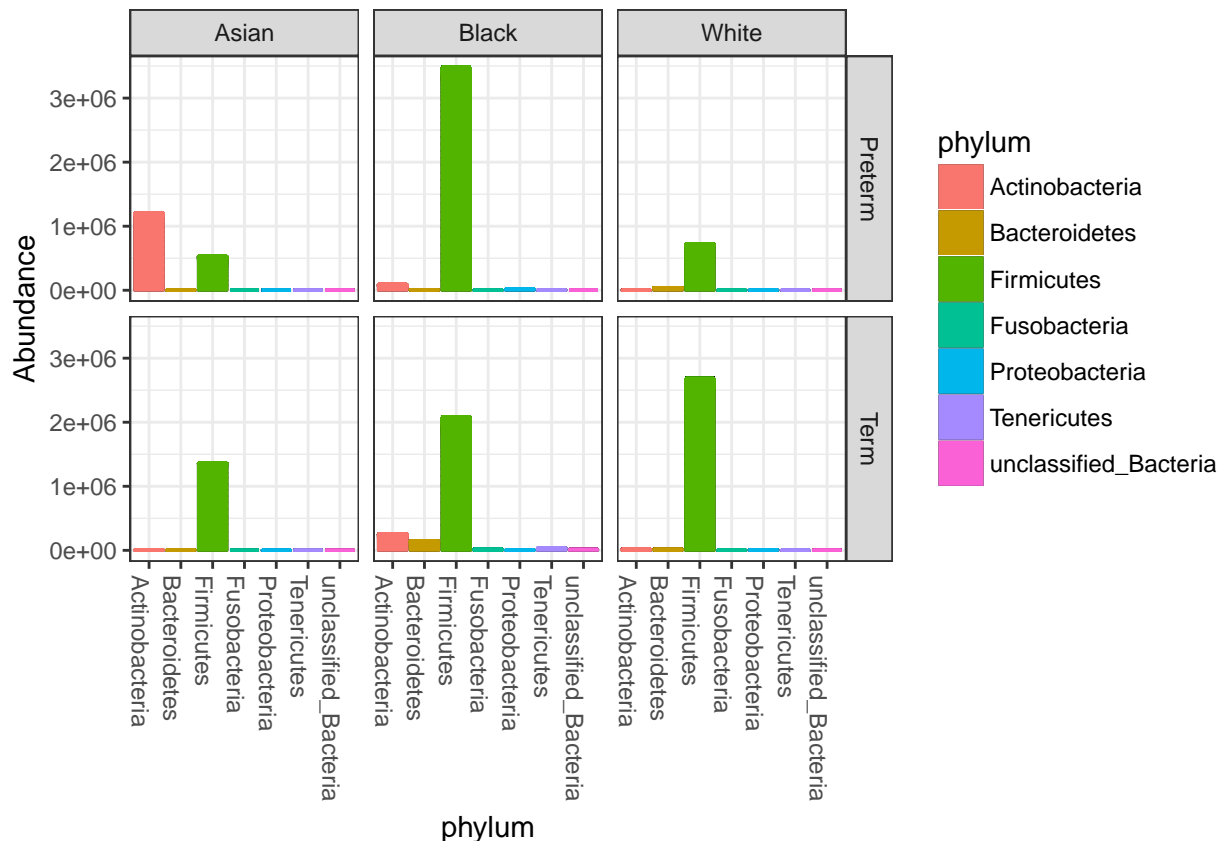 Asian
Black
White
3e+06
2e+06
1e+06
0e+00
Preterm
3e+06
2e+06
1e+06
0e+00
Term
Abundance
Actinobacteria
Bacteroidetes
Firmicutes
Fusobacteria
Proteobacteria
Tenericutes
unclassified_Bacteria
Actinobacteria
Bacteroidetes
Firmicutes
Fusobacteria
Proteobacteria
Tenericutes
unclassified_Bacteria
Actinobacteria
Bacteroidetes
Firmicutes
Fusobacteria
Proteobacteria
Tenericutes
unclassified_Bacteria
phylum
phylum
Actinobacteria
Bacteroidetes
Firmicutes
Fusobacteria
Proteobacteria
Tenericutes
unclassified_Bacteria